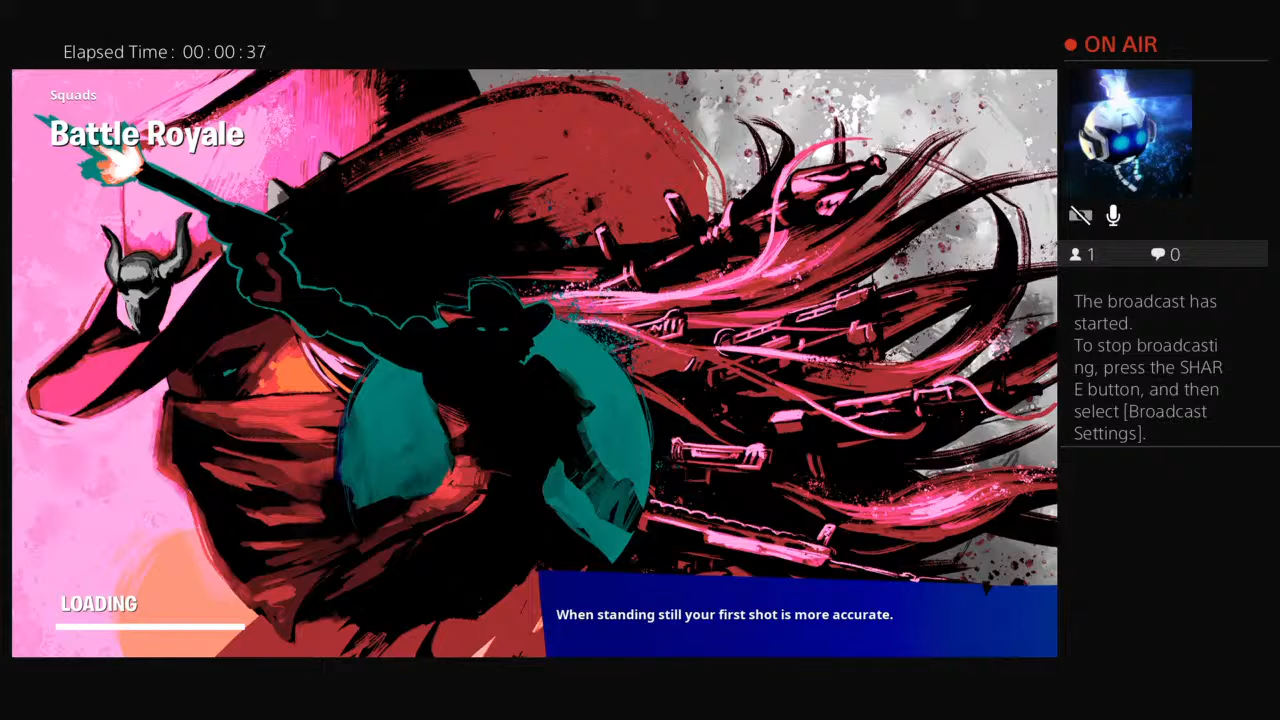 Elapsed Time: 00:00:37
ON AIR
Squads
Battle Royale
1
0
The broadcast has
started.
To stop broadcasti
ng, press the SHAR
E button, and then
select [Broadcast
Settings].
LOADING
When standing still your first shot is more accurate.